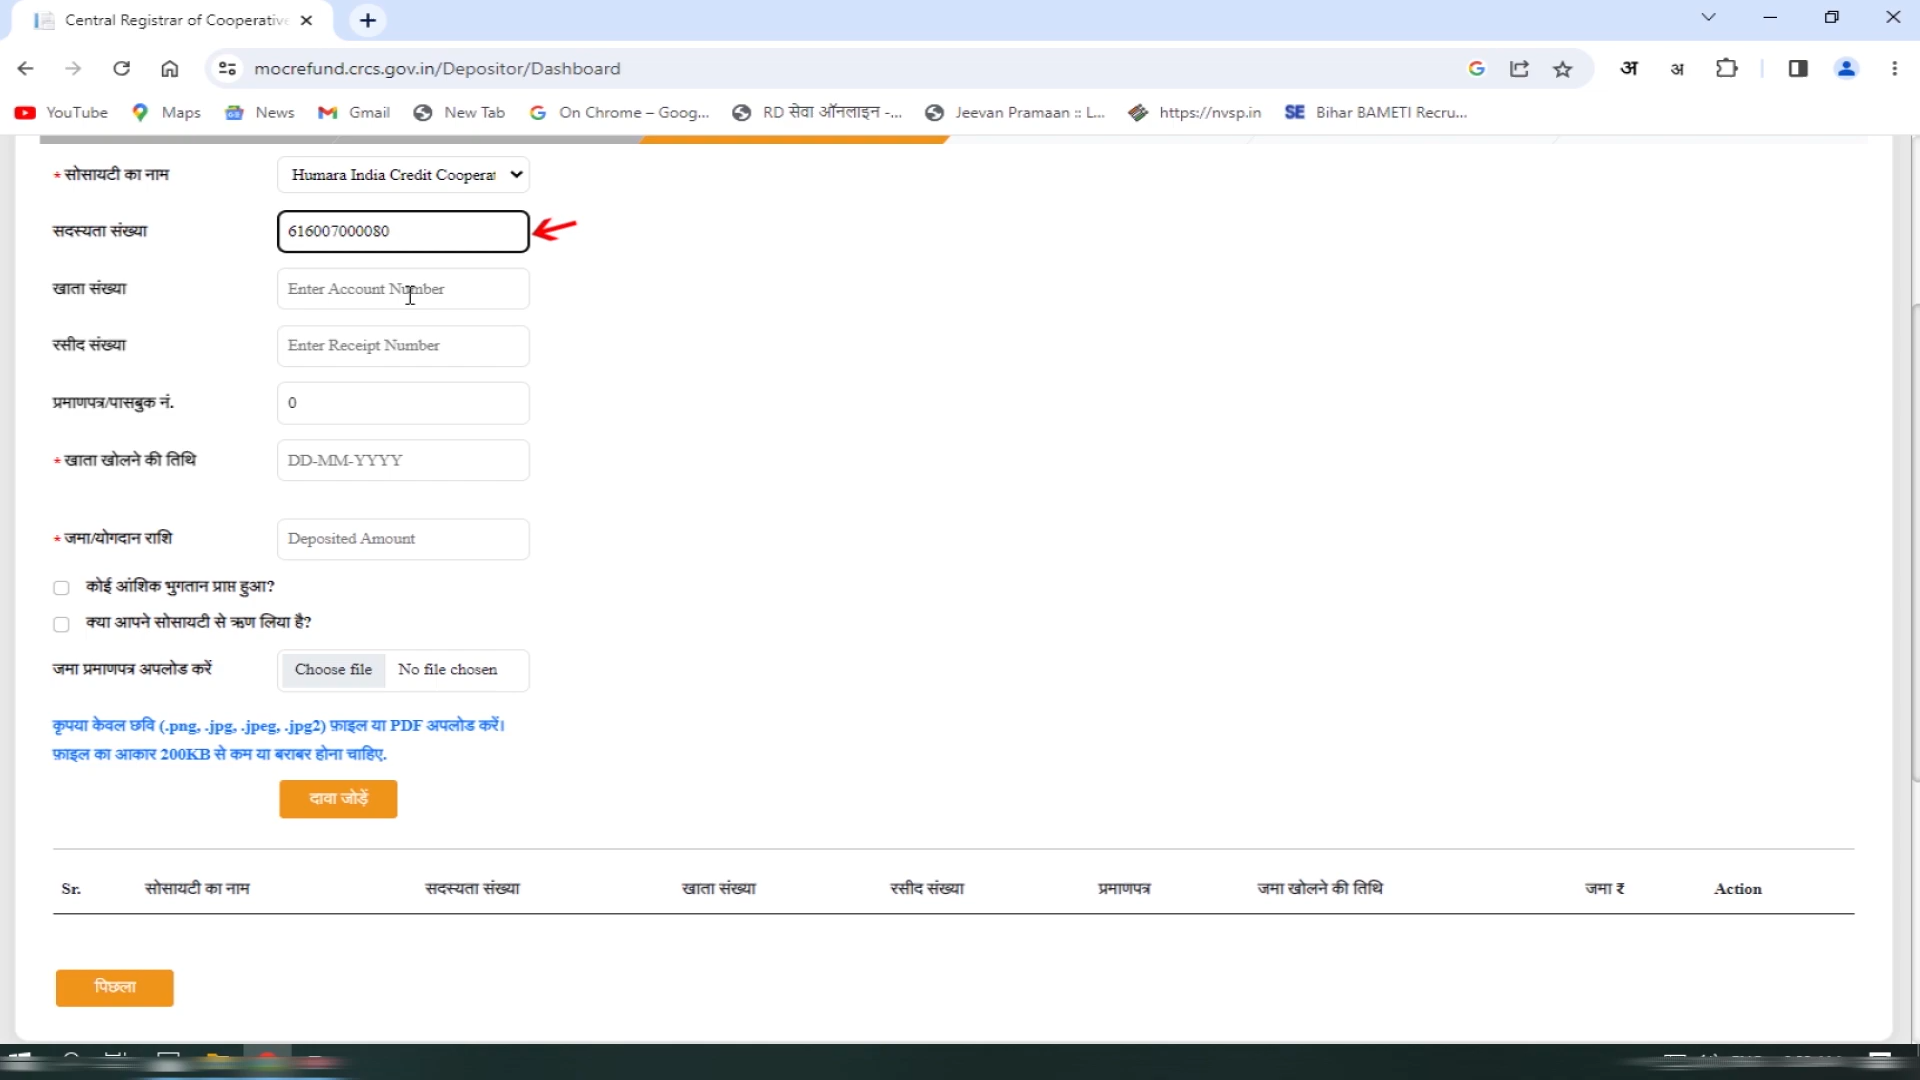 Central Registrar of Cooperative
mocrefund.crcs.gov.in/Depositor/Dashboard
अ
अ
YouTube
Maps
News
Gmail
New Tab
On Chrome – Goog...
RD सेवा ऑनलाइन -...
Jeevan Pramaan :: L...
https://nvsp.in
SE Bihar BAMETI Recru...
* सोसायटी का नाम
Humara India Credit Cooperat
सदस्यता संख्या
616007000080
खाता संख्या
Enter Account Number
रसीद संख्या
Enter Receipt Number
प्रमाणपत्र/पासबुक नं.
0
* खाता खोलने की तिथि
DD-MM-YYYY
* जमा/योगदान राशि
Deposited Amount
कोई आंशिक भुगतान प्राप्त हुआ?
क्या आपने सोसायटी से ऋण लिया है?
जमा प्रमाणपत्र अपलोड करें
Choose file No file chosen
कृपया केवल छवि (.png, .jpg, .jpeg, .jpg2) फ़ाइल या PDF अपलोड करें।
फ़ाइल का आकार 200KB से कम या बराबर होना चाहिए.
दावा जोड़ें
Sr. सोसायटी का नाम सदस्यता संख्या खाता संख्या रसीद संख्या प्रमाणपत्र जमा खोलने की तिथि जमा ₹ Action
पिछला